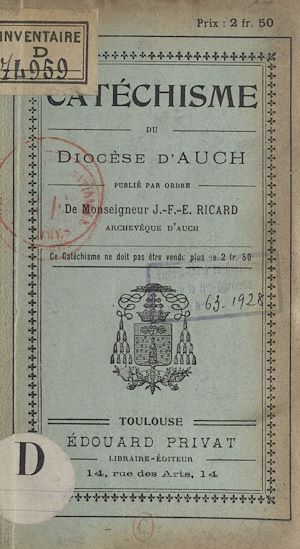 Prix : 2 fr. 50
INVENTAIRE
D
74959
CATÉCHISME
DU
DIOCÈSE D'AUCH
PUBLIÉ PAR ORDRE
De Monseigneur J.-F.-E. RICARD
ARCHEVÊQUE D'AUCH
Ce Catéchisme ne doit pas être vendu plus de 2 fr. 50
63-1928
TOULOUSE
ÉDOUARD PRIVAT
LIBRAIRE-ÉDITEUR
14, rue des Arts, 14
D
C